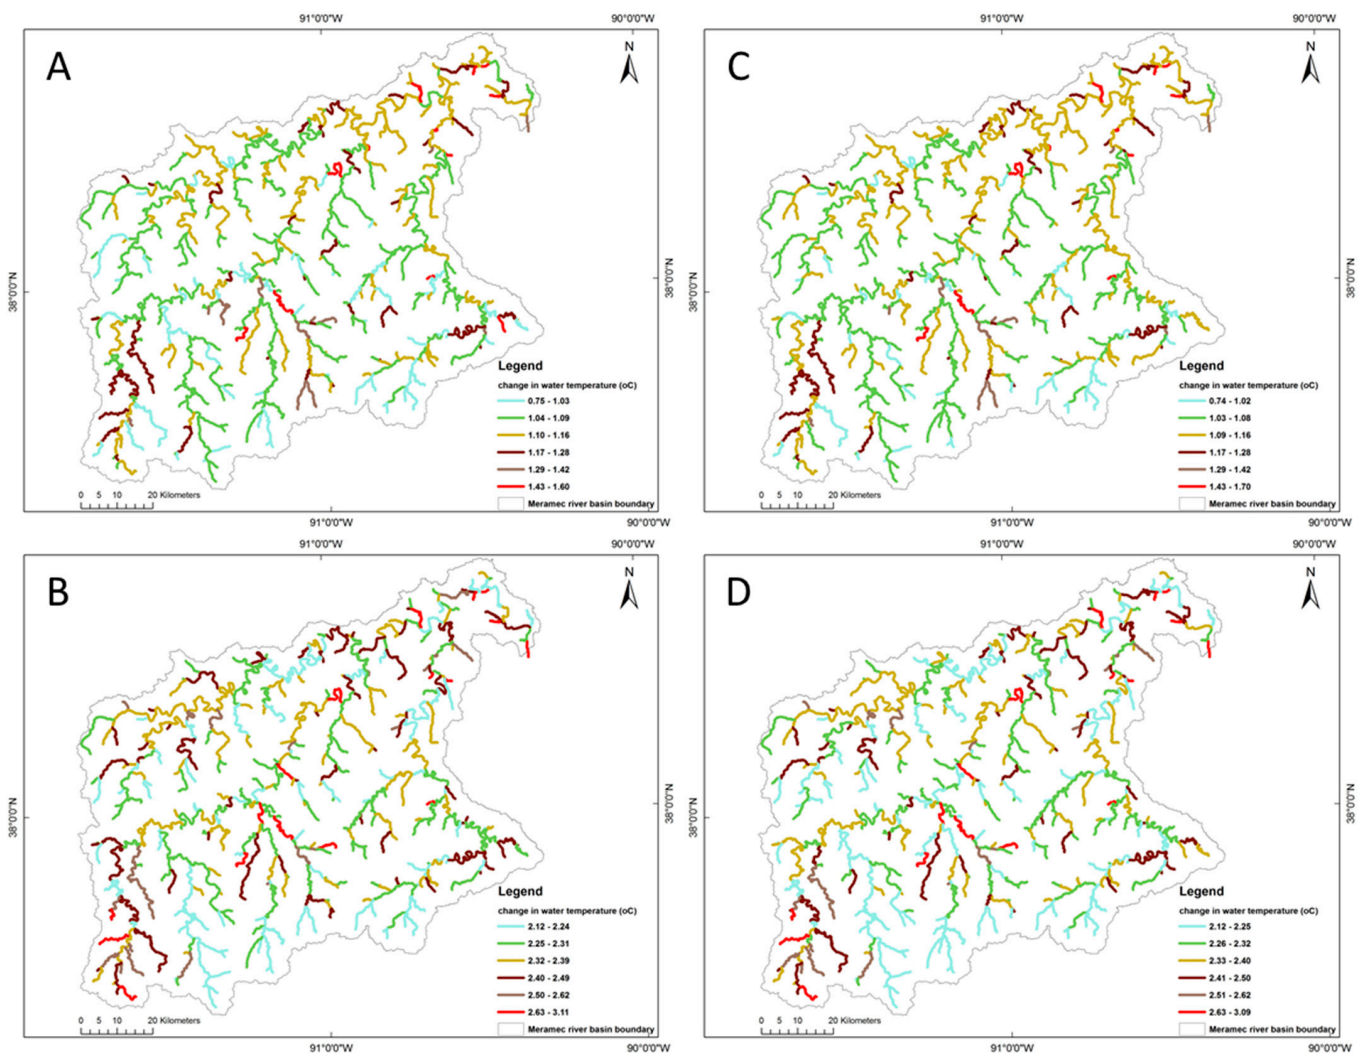 91°0'0"W 90°0'0"W
A
N
38°0'0"N 38°0'0"N
Legend
change in water temperature (oC)
0.75 - 1.03
1.04 - 1.09
1.10 - 1.16
1.17 - 1.28
1.29 - 1.42
1.43 - 1.60
Meramec river basin boundary
0 5 10 20 Kilometers
91°0'0"W 90°0'0"W
91°0'0"W 90°0'0"W
C
N
38°0'0"N
Legend
change in water temperature (oC)
0.74 - 1.02
1.03 - 1.08
1.09 - 1.16
1.17 - 1.28
1.29 - 1.42
1.43 - 1.70
Meramec river basin boundary
0 5 10 20 Kilometers
91°0'0"W 90°0'0"W
91°0'0"W 90°0'0"W
B
N
38°0'0"N 38°0'0"N
Legend
change in water temperature (oC)
2.12 - 2.24
2.25 - 2.31
2.32 - 2.39
2.40 - 2.49
2.50 - 2.62
2.63 - 3.11
Meramec river basin boundary
0 5 10 20 Kilometers
91°0'0"W 90°0'0"W
91°0'0"W 90°0'0"W
D
N
38°0'0"N
Legend
change in water temperature (oC)
2.12 - 2.25
2.26 - 2.32
2.33 - 2.40
2.41 - 2.50
2.51 - 2.62
2.63 - 3.09
Meramec river basin boundary
0 5 10 20 Kilometers
91°0'0"W 90°0'0"W